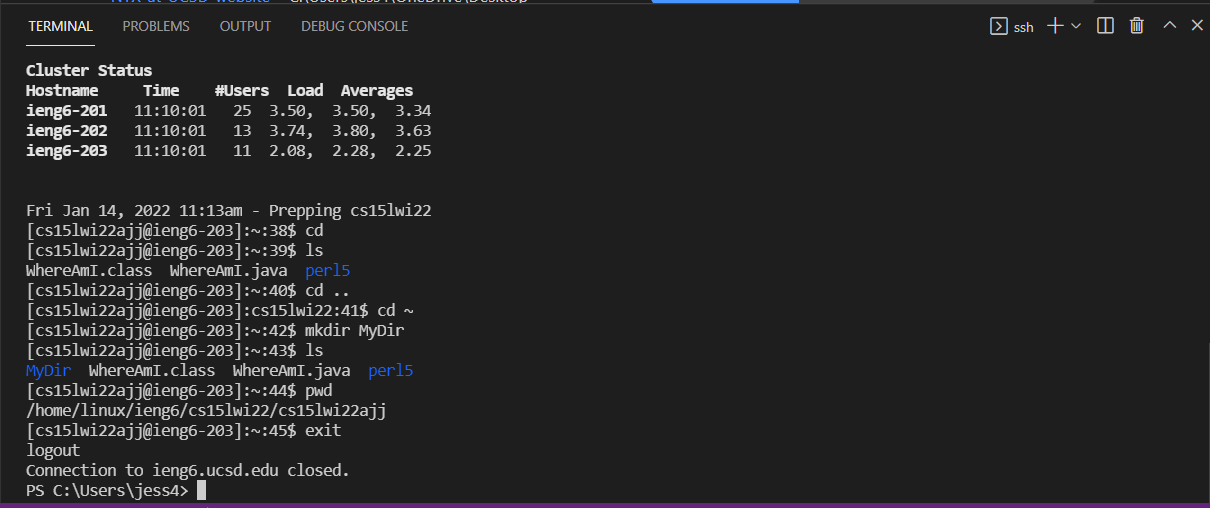 TERMINAL PROBLEMS OUTPUT DEBUG CONSOLE ssh
Cluster Status
Hostname Time #Users Load Averages
ieng6-201 11:10:01 25 3.50, 3.50, 3.34
ieng6-202 11:10:01 13 3.74, 3.80, 3.63
ieng6-203 11:10:01 11 2.08, 2.28, 2.25
Fri Jan 14, 2022 11:13am - Prepping cs15lwi22
[cs15lwi22ajj@ieng6-203]:~:38$ cd
[cs15lwi22ajj@ieng6-203]:~:39$ ls
WhereAmI.class WhereAmI.java perl5
[cs15lwi22ajj@ieng6-203]:~:40$ cd ..
[cs15lwi22ajj@ieng6-203]:cs15lwi22:41$ cd ~
[cs15lwi22ajj@ieng6-203]:~:42$ mkdir MyDir
[cs15lwi22ajj@ieng6-203]:~:43$ ls
MyDir WhereAmI.class WhereAmI.java perl5
[cs15lwi22ajj@ieng6-203]:~:44$ pwd
/home/linux/ieng6/cs15lwi22/cs15lwi22ajj
[cs15lwi22ajj@ieng6-203]:~:45$ exit
logout
Connection to ieng6.ucsd.edu closed.
PS C:\Users\jess4>